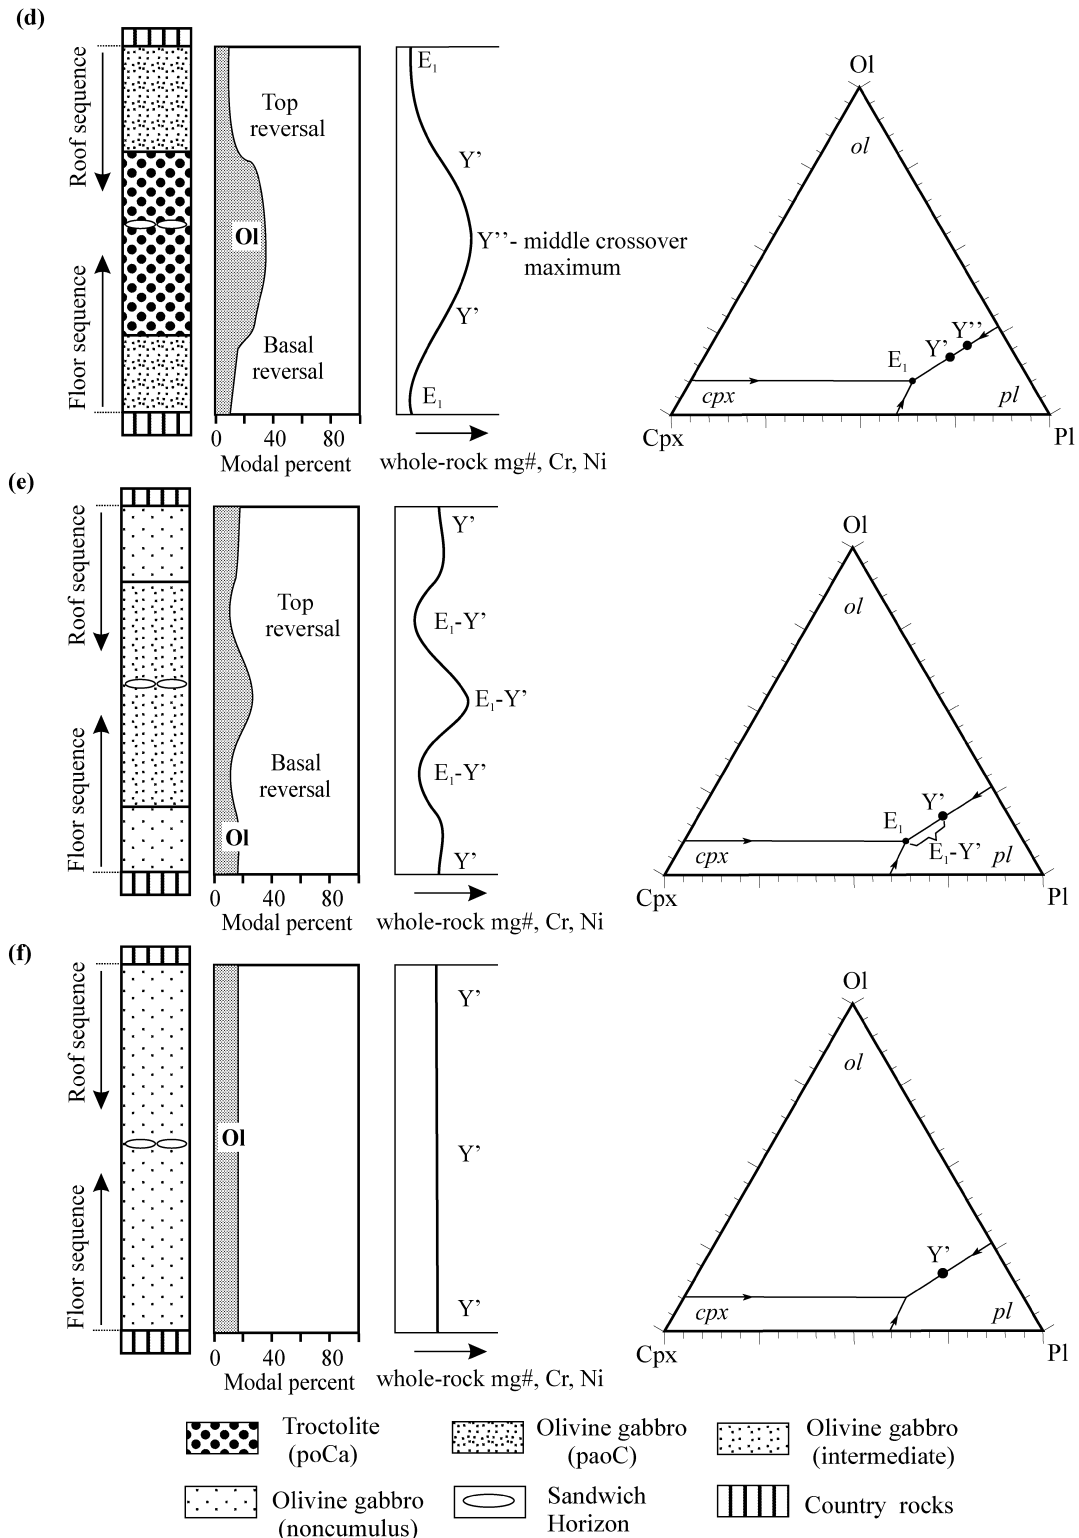 (d)
Roof sequence
Floor sequence
Top
reversal
Ol
Basal
reversal
0 40 80
Modal percent
E₁
Y’
Y’’- middle crossover
maximum
Y’
E₁
whole-rock mg#, Cr, Ni
Ol
ol
Y’’
Y’
E₁
cpx
pl
Cpx
Pl
(e)
Roof sequence
Floor sequence
Top
reversal
Basal
reversal
Ol
0 40 80
Modal percent
Y’
E₁-Y’
E₁-Y’
E₁-Y’
Y’
whole-rock mg#, Cr, Ni
Ol
ol
Y’
E₁
E₁-Y’
cpx
pl
Cpx
Pl
(f)
Roof sequence
Floor sequence
Ol
0 40 80
Modal percent
Y’
Y’
Y’
whole-rock mg#, Cr, Ni
Ol
ol
Y’
cpx
pl
Cpx
Pl
Troctolite
(poCa)
Olivine gabbro
(paoC)
Olivine gabbro
(intermediate)
Olivine gabbro
(noncumulus)
Sandwich
Horizon
Country rocks